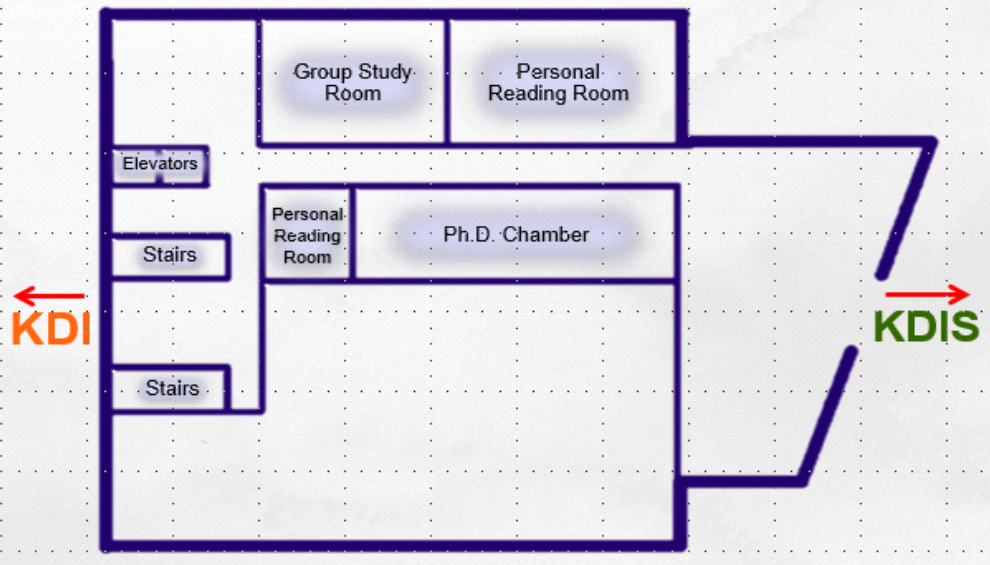 Group Study
Room
Personal
Reading Room
Elevators
Personal
Reading
Room
Ph.D. Chamber
Stairs
KDI
KDIS
Stairs